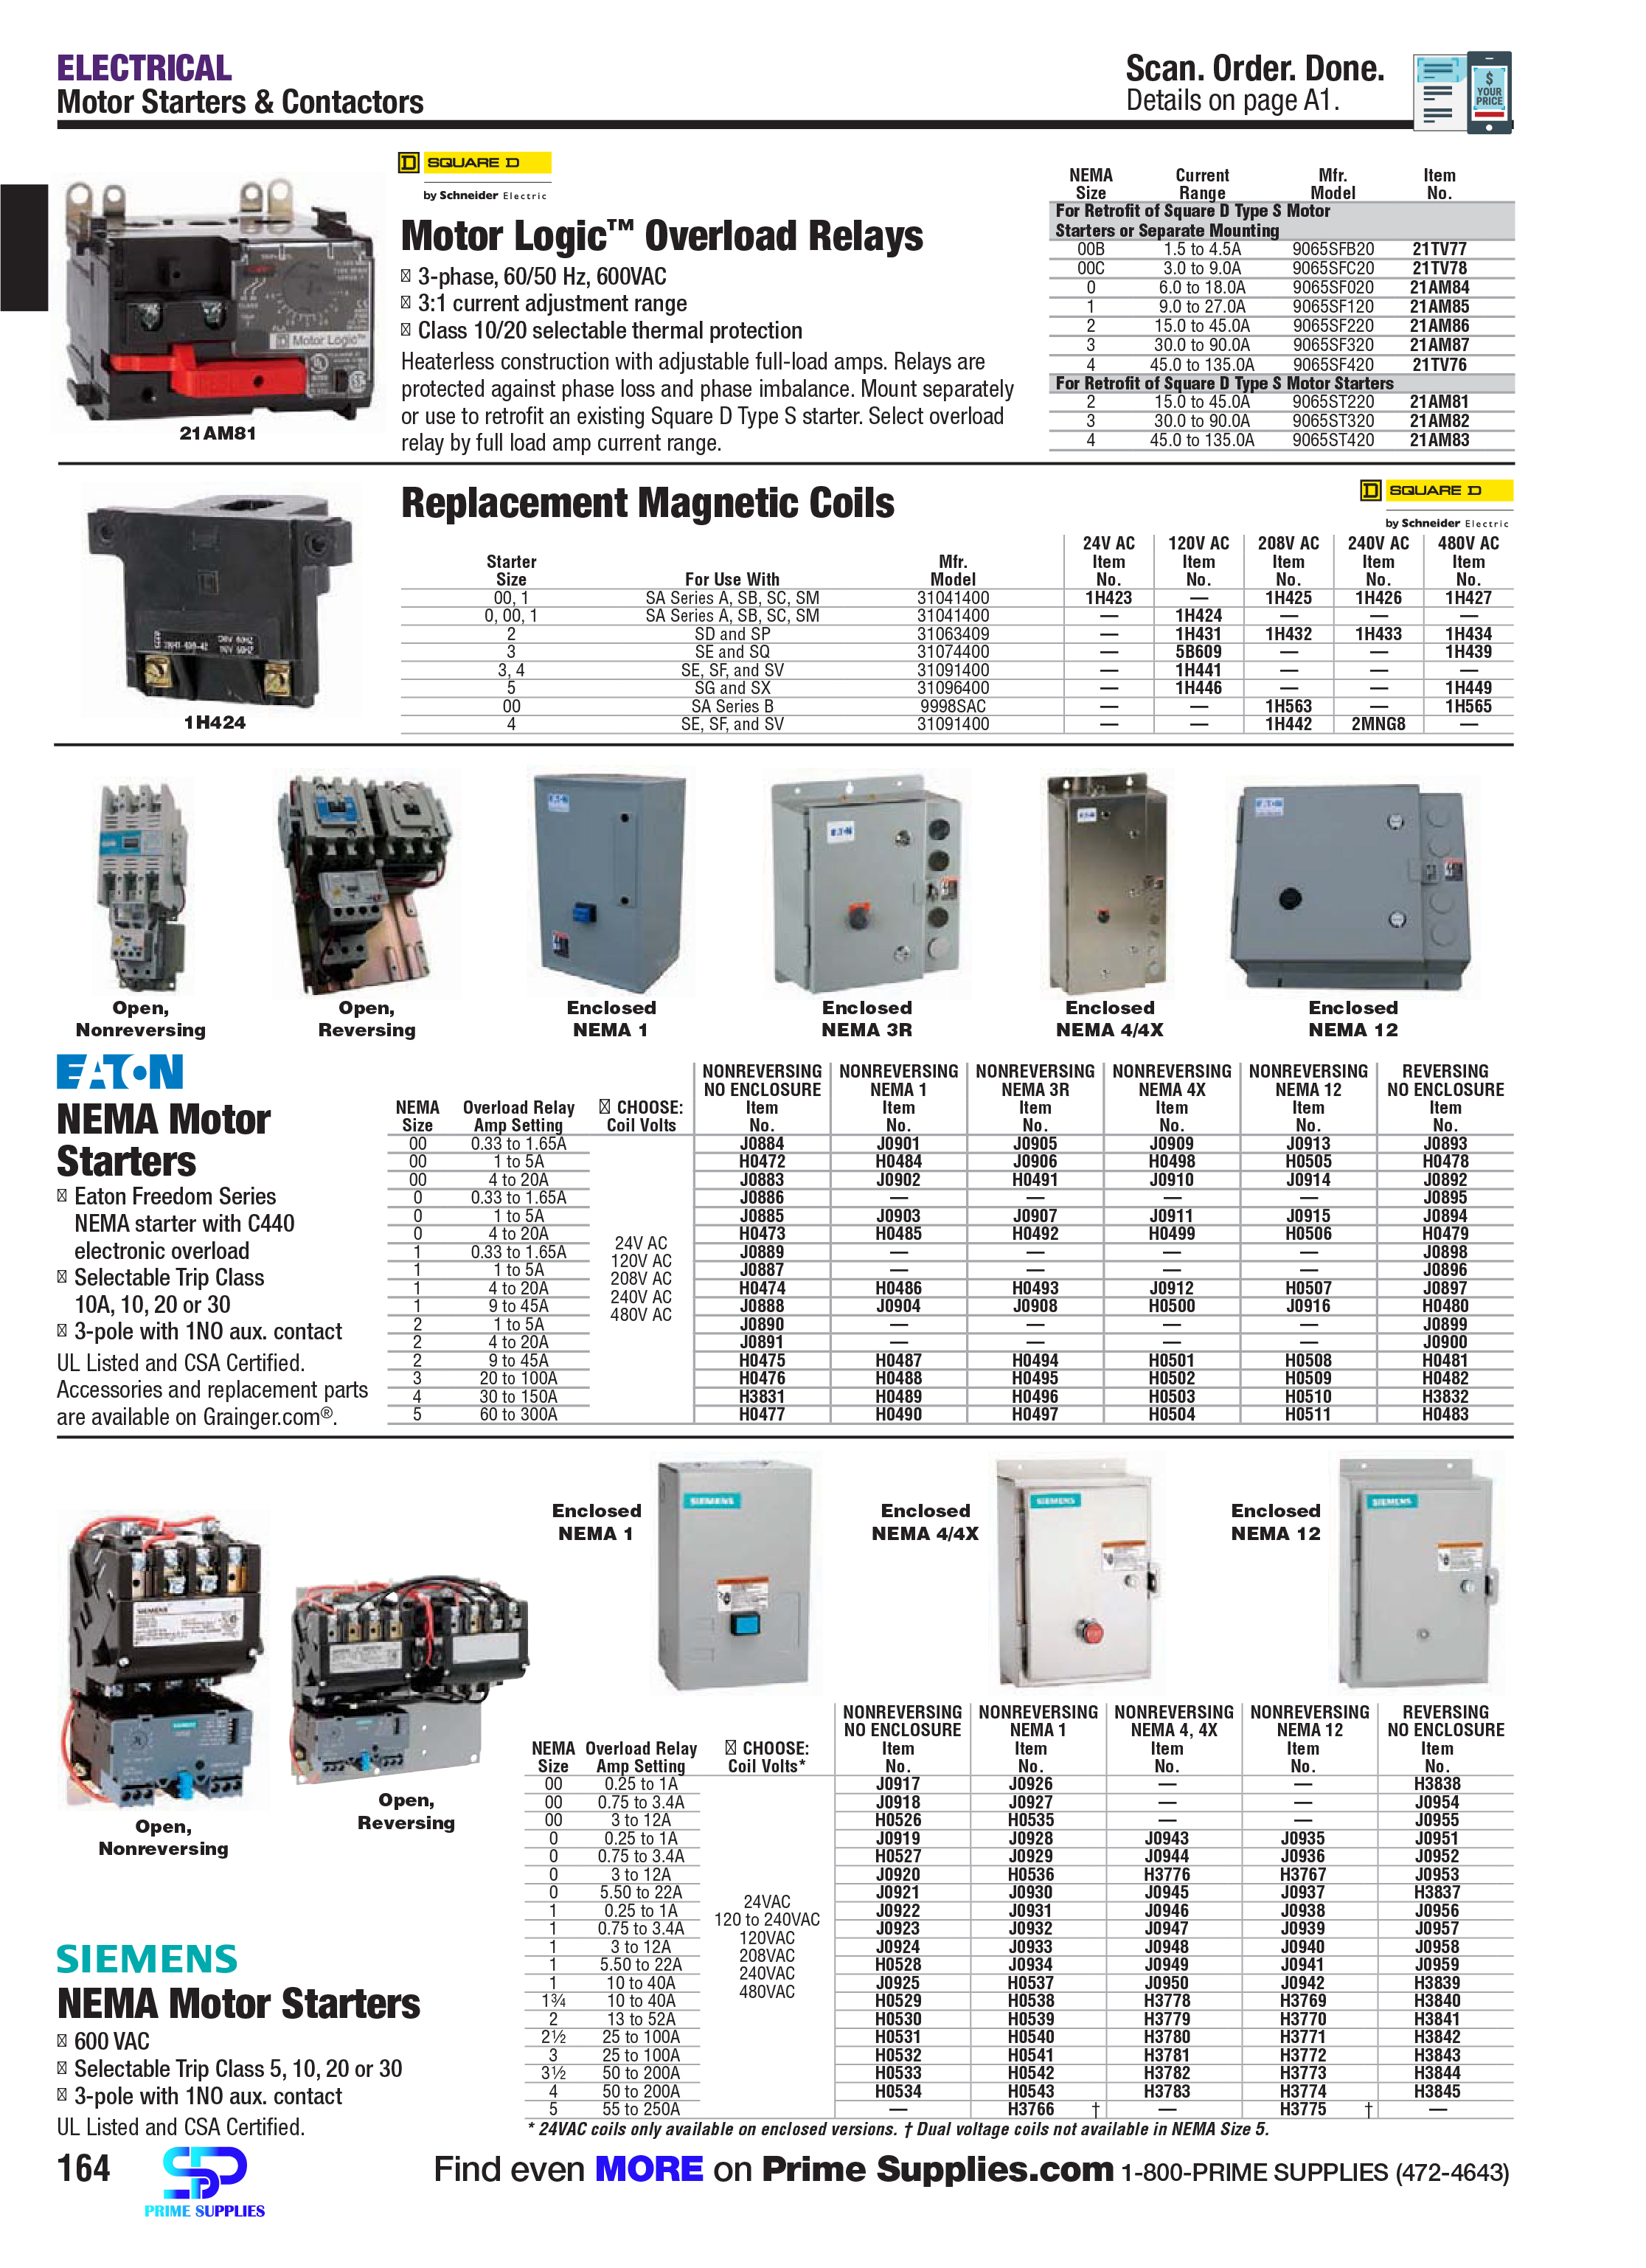 ELECTRICAL
Motor Starters & Contactors
Scan. Order. Done.
Details on page A1.
$
YOUR
PRICE
SQUARE D
by Schneider Electric
Motor Logic™ Overload Relays
3-phase, 60/50 Hz, 600VAC
3:1 current adjustment range
Class 10/20 selectable thermal protection
Heaterless construction with adjustable full-load amps. Relays are
protected against phase loss and phase imbalance. Mount separately
or use to retrofit an existing Square D Type S starter. Select overload
relay by full load amp current range.
Motor Logic™
21AM81
NEMA Size Current Range Mfr. Model Item No.
For Retrofit of Square D Type S Motor
Starters or Separate Mounting
00B 1.5 to 4.5A 9065SFB20 21TV77
00C 3.0 to 9.0A 9065SFC20 21TV78
0 6.0 to 18.0A 9065SF020 21AM84
1 9.0 to 27.0A 9065SF120 21AM85
2 15.0 to 45.0A 9065SF220 21AM86
3 30.0 to 90.0A 9065SF320 21AM87
4 45.0 to 135.0A 9065SF420 21TV76
For Retrofit of Square D Type S Motor Starters
2 15.0 to 45.0A 9065ST220 21AM81
3 30.0 to 90.0A 9065ST320 21AM82
4 45.0 to 135.0A 9065ST420 21AM83
1H424
Replacement Magnetic Coils
SQUARE D
by Schneider Electric
Starter Size For Use With Mfr. Model 24V AC Item No. 120V AC Item No. 208V AC Item No. 240V AC Item No. 480V AC Item No.
00, 1 SA Series A, SB, SC, SM 31041400 1H423 — 1H425 1H426 1H427
0, 00, 1 SA Series A, SB, SC, SM 31041400 — 1H424 — — —
2 SD and SP 31063409 — 1H431 1H432 1H433 1H434
3 SE and SQ 31074400 — 5B609 — — 1H439
3, 4 SE, SF, and SV 31091400 — 1H441 — — —
5 SG and SX 31096400 — 1H446 — — 1H449
00 SA Series B 9998SAC — — 1H563 — 1H565
4 SE, SF, and SV 31091400 — — 1H442 2MNG8 —
Open,
Nonreversing
Open,
Reversing
Enclosed
NEMA 1
Enclosed
NEMA 3R
Enclosed
NEMA 4/4X
Enclosed
NEMA 12
EATON
NEMA Motor
Starters
Eaton Freedom Series
NEMA starter with C440
electronic overload
Selectable Trip Class
10A, 10, 20 or 30
3-pole with 1NO aux. contact
UL Listed and CSA Certified.
Accessories and replacement parts
are available on Grainger.com®.
NEMA Size Overload Relay Amp Setting CHOOSE: Coil Volts NONREVERSING NO ENCLOSURE Item No. NONREVERSING NEMA 1 Item No. NONREVERSING NEMA 3R Item No. NONREVERSING NEMA 4X Item No. NONREVERSING NEMA 12 Item No. REVERSING NO ENCLOSURE Item No.
24V AC
120V AC
208V AC
240V AC
480V AC
00 0.33 to 1.65A J0884 J0901 J0905 J0909 J0913 J0893
00 1 to 5A H0472 H0484 J0906 H0498 H0505 H0478
00 4 to 20A J0883 J0902 H0491 J0910 J0914 J0892
0 0.33 to 1.65A J0886 — — — — J0895
0 1 to 5A J0885 J0903 J0907 J0911 J0915 J0894
0 4 to 20A H0473 H0485 H0492 H0499 H0506 H0479
1 0.33 to 1.65A J0889 — — — — J0898
1 1 to 5A J0887 — — — — J0896
1 4 to 20A H0474 H0486 H0493 J0912 H0507 J0897
1 9 to 45A J0888 J0904 J0908 H0500 J0916 H0480
2 1 to 5A J0890 — — — — J0899
2 4 to 20A J0891 — — — — J0900
2 9 to 45A H0475 H0487 H0494 H0501 H0508 H0481
3 20 to 100A H0476 H0488 H0495 H0502 H0509 H0482
4 30 to 150A H3831 H0489 H0496 H0503 H0510 H3832
5 60 to 300A H0477 H0490 H0497 H0504 H0511 H0483
Enclosed
NEMA 1
SIEMENS
Enclosed
NEMA 4/4X
SIEMENS
Enclosed
NEMA 12
SIEMENS
Open,
Nonreversing
Open,
Reversing
SIEMENS
NEMA Motor Starters
600 VAC
Selectable Trip Class 5, 10, 20 or 30
3-pole with 1NO aux. contact
UL Listed and CSA Certified.
NEMA Size Overload Relay Amp Setting CHOOSE: Coil Volts* NONREVERSING NO ENCLOSURE Item No. NONREVERSING NEMA 1 Item No. NONREVERSING NEMA 4, 4X Item No. NONREVERSING NEMA 12 Item No. REVERSING NO ENCLOSURE Item No.
24VAC
120 to 240VAC
120VAC
208VAC
240VAC
480VAC
00 0.25 to 1A J0917 J0926 — — H3838
00 0.75 to 3.4A J0918 J0927 — — J0954
00 3 to 12A H0526 H0535 — — J0955
0 0.25 to 1A J0919 J0928 J0943 J0935 J0951
0 0.75 to 3.4A H0527 J0929 J0944 J0936 J0952
0 3 to 12A J0920 H0536 H3776 H3767 J0953
0 5.50 to 22A J0921 J0930 J0945 J0937 H3837
1 0.25 to 1A J0922 J0931 J0946 J0938 J0956
1 0.75 to 3.4A J0923 J0932 J0947 J0939 J0957
1 3 to 12A J0924 J0933 J0948 J0940 J0958
1 5.50 to 22A H0528 J0934 J0949 J0941 J0959
1 10 to 40A J0925 H0537 J0950 J0942 H3839
1¾ 10 to 40A H0529 H0538 H3778 H3769 H3840
2 13 to 52A H0530 H0539 H3779 H3770 H3841
2½ 25 to 100A H0531 H0540 H3780 H3771 H3842
3 25 to 100A H0532 H0541 H3781 H3772 H3843
3½ 50 to 200A H0533 H0542 H3782 H3773 H3844
4 50 to 200A H0534 H0543 H3783 H3774 H3845
5 55 to 250A — H3766 † — H3775 † —
* 24VAC coils only available on enclosed versions. † Dual voltage coils not available in NEMA Size 5.
164
PRIME SUPPLIES
Find even MORE on Prime Supplies.com 1-800-PRIME SUPPLIES (472-4643)